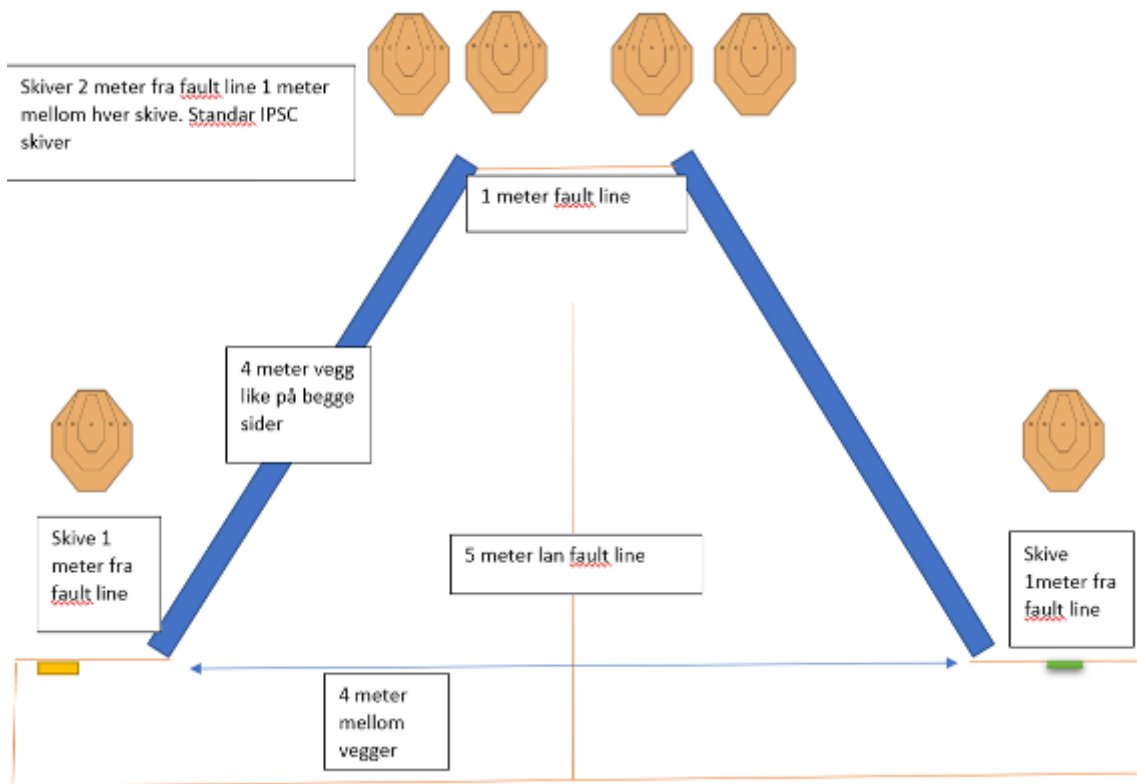 Skiver 2 meter fra fault line 1 meter
mellom hver skive. Standar IPSC
skiver
1 meter fault line
4 meter vegg
like på begge
sider
Skive 1
meter fra
fault line
5 meter lan fault line
Skive
1meter fra
fault line
4 meter
mellom
vegger